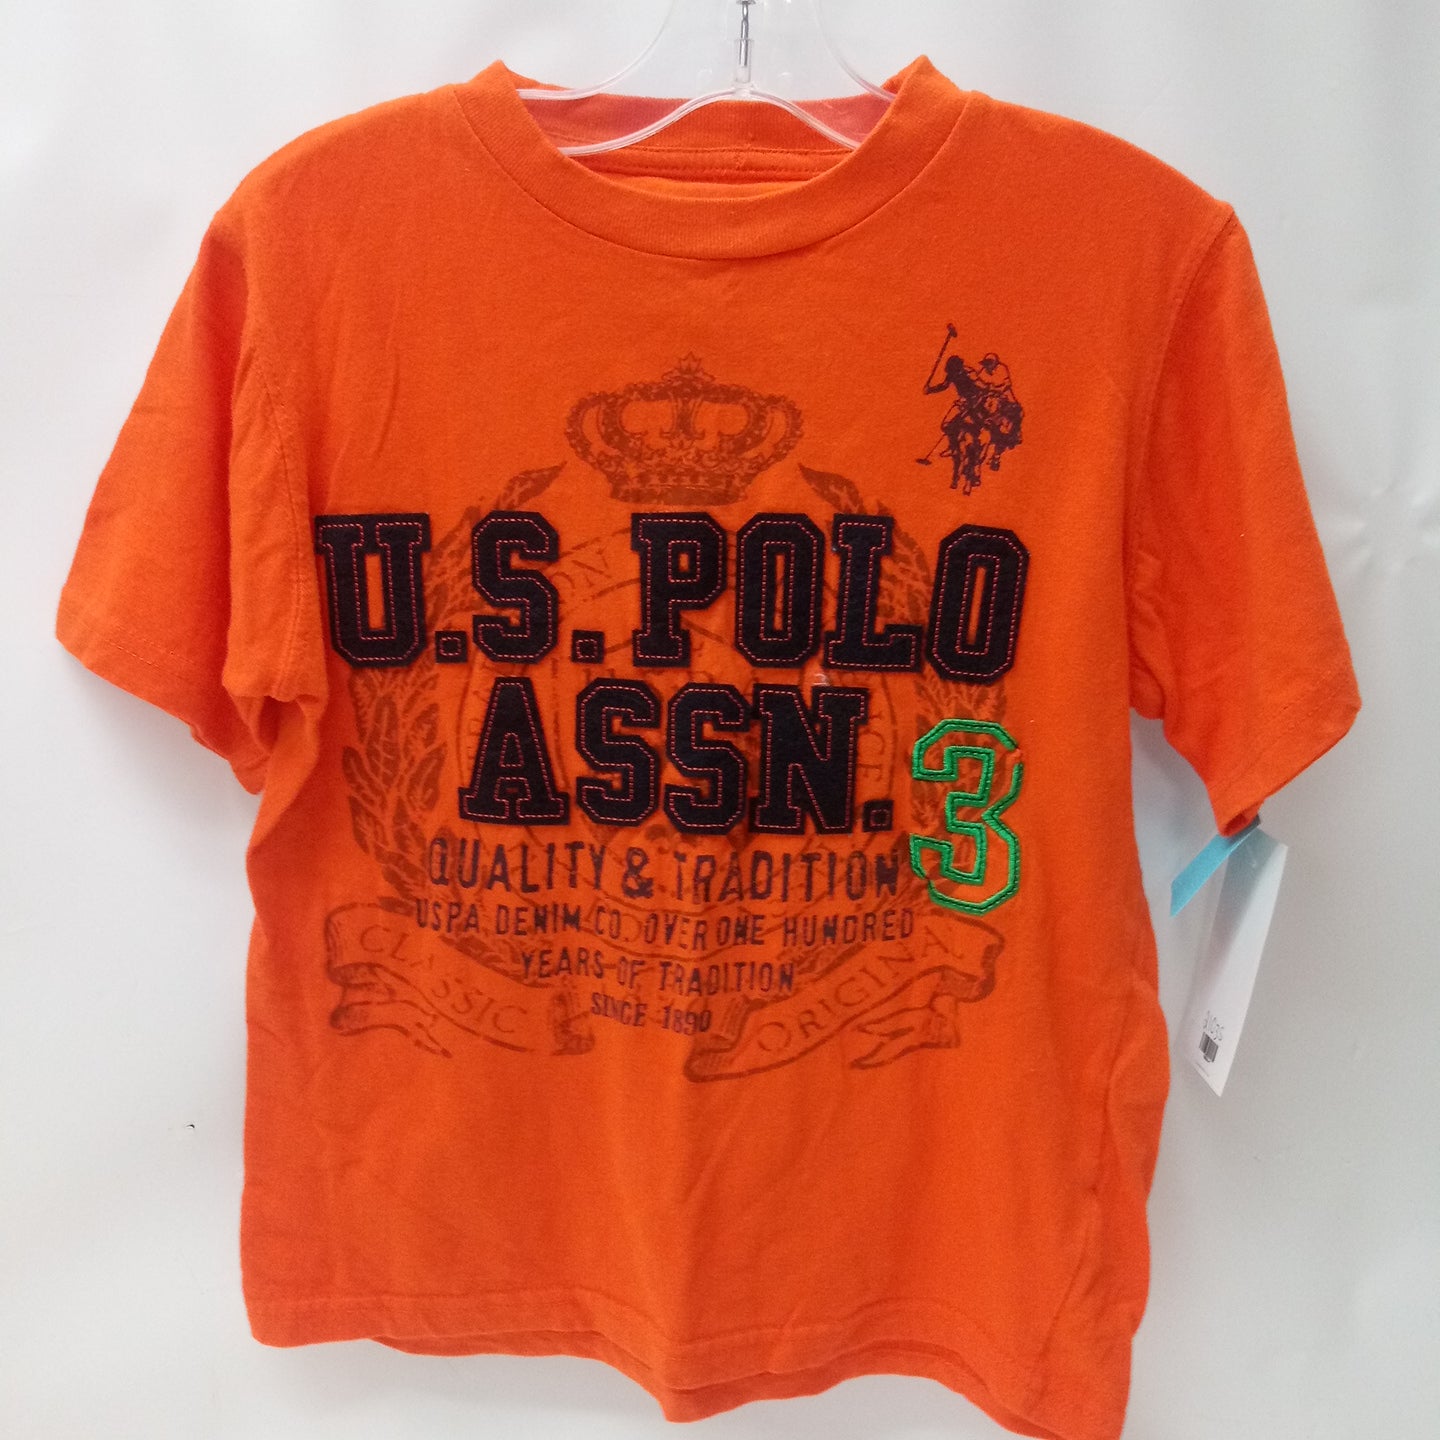 U.S. POLO
ASSN. 3
QUALITY & TRADITION
USPA DENIM CO. OVER ONE HUNDRED
YEARS OF TRADITION
SINCE 1890
CLASSIC
ORIGINAL